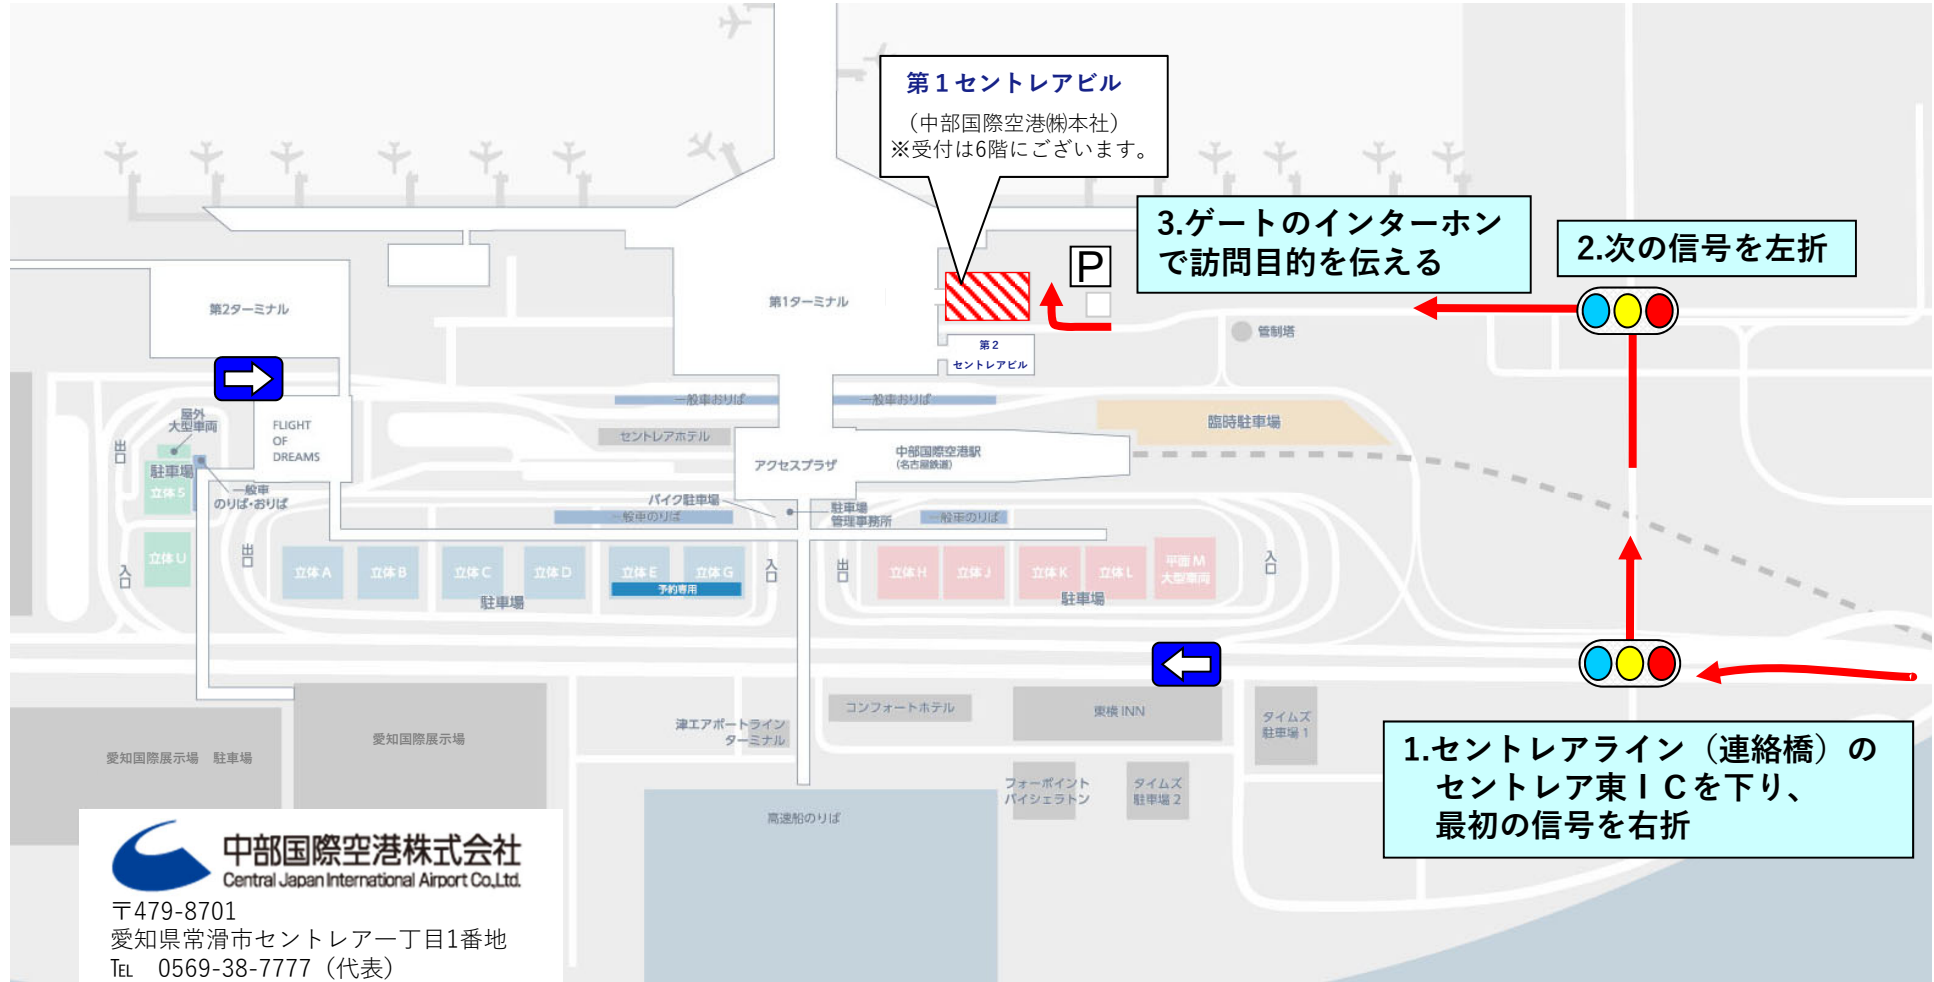 第１セントレアビル
（中部国際空港㈱本社）
※受付は6階にございます。
3.ゲートのインターホン
で訪問目的を伝える
2.次の信号を左折
P
第1ターミナル
第2ターミナル
管制塔
第２
セントレアビル
一般車おりば
一般車おりば
臨時駐車場
屋外
大型車両
出口
駐車場
立体 S
一般車
のりば・おりば
FLIGHT
OF
DREAMS
セントレアホテル
アクセスプラザ
中部国際空港駅
(名古屋鉄道)
バイク駐車場
一般車のりば
駐車場
管理事務所
一般車のりば
立体 U
入口
出口
立体 A
立体 B
立体 C
立体 D
立体 E
立体 G
予約専用
駐車場
入口
出口
立体 H
立体 J
立体 K
立体 L
平面 M
大型車両
駐車場
入口
コンフォートホテル
東横 INN
タイムズ
駐車場 1
津エアポートライン
ターミナル
愛知国際展示場
愛知国際展示場　駐車場
フォーポイント
バイシェラトン
タイムズ
駐車場 2
高速船のりば
1.セントレアライン（連絡橋）の
セントレア東ＩＣを下り、
最初の信号を右折
中部国際空港株式会社
Central Japan International Airport Co.,Ltd.
〒479-8701
愛知県常滑市セントレア一丁目1番地
℡　0569-38-7777（代表）